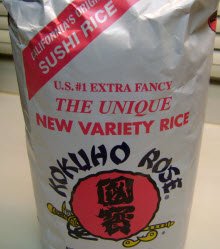 CALIFORNIA'S ORIGINAL
SUSHI RICE
U.S. #1 EXTRA FANCY
THE UNIQUE
NEW VARIETY RICE
KOKUHO ROSE
國寶